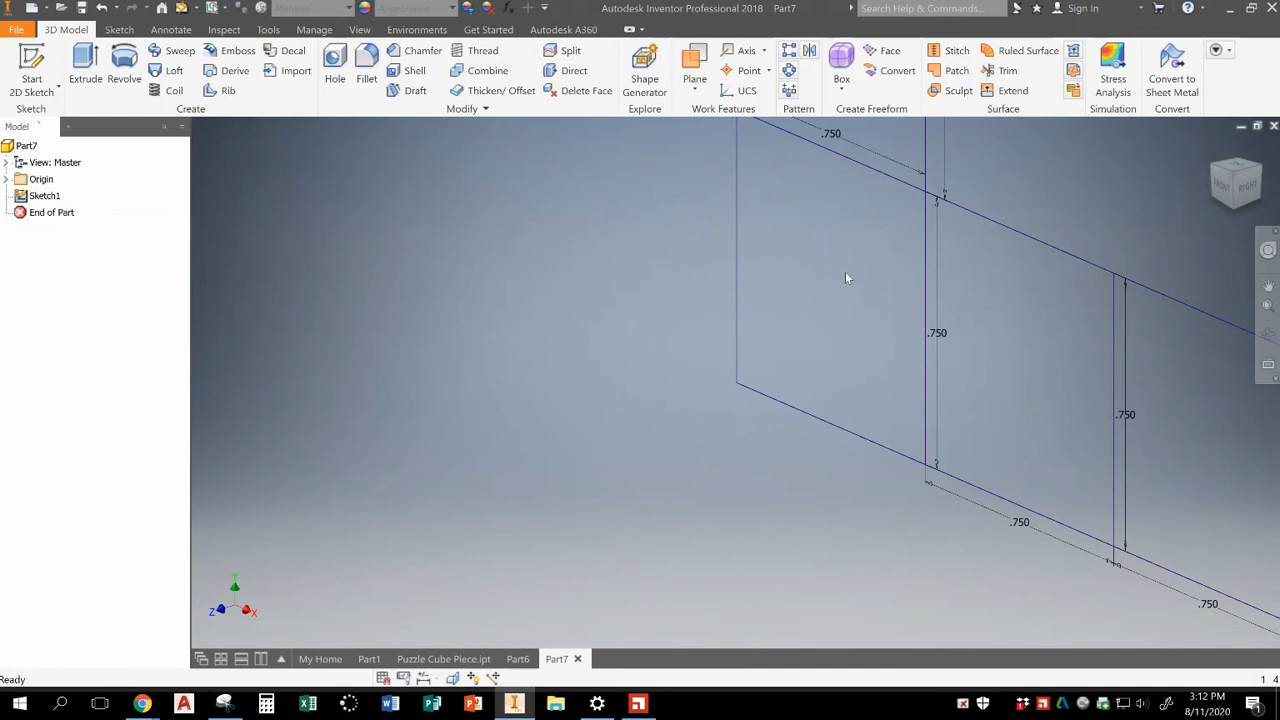 Material
Appearance
Autodesk Inventor Professional 2018 Part7
Search Help & Commands...
Sign In
File
3D Model
Sketch
Annotate
Inspect
Tools
Manage
View
Environments
Get Started
Autodesk A360
Start
2D Sketch
Extrude
Revolve
Sweep
Loft
Coil
Emboss
Derive
Rib
Decal
Import
Hole
Fillet
Chamfer
Shell
Draft
Thread
Combine
Thicken/ Offset
Split
Direct
Delete Face
Shape
Generator
Plane
Axis
Point
UCS
Box
Face
Convert
Stitch
Patch
Sculpt
Ruled Surface
Trim
Extend
Stress
Analysis
Convert to
Sheet Metal
Sketch
Create
Modify
Explore
Work Features
Pattern
Create Freeform
Surface
Simulation
Convert
Model
Part7
View: Master
Origin
Sketch1
End of Part
.750
.750
.750
.750
.750
FRONT
RIGHT
Y
Z
X
My Home
Part1
Puzzle Cube Piece.ipt
Part6
Part7
Ready
1 4
3:12 PM
8/11/2020